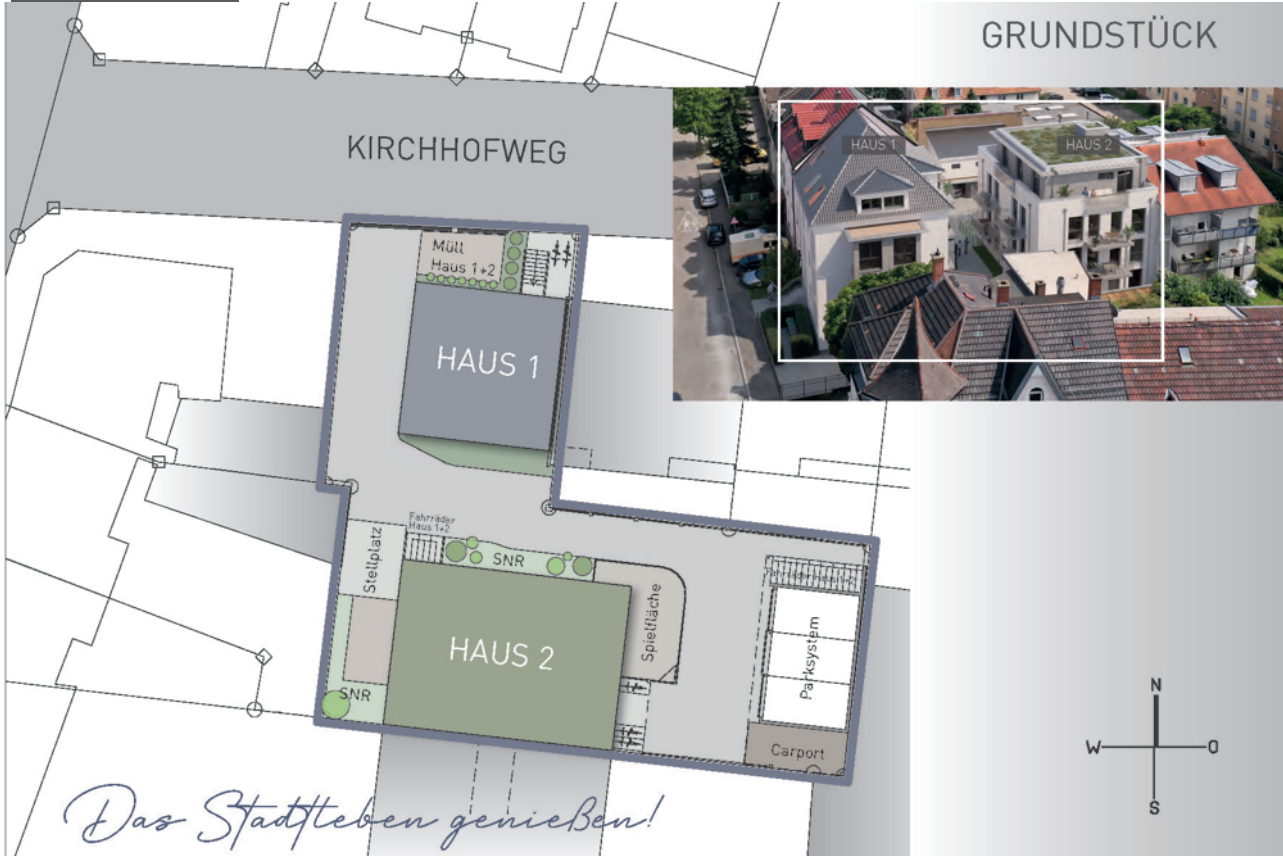 GRUNDSTÜCK
KIRCHHOFWEG
HAUS 1
HAUS 2
Müll
Haus 1+2
HAUS 1
Fahrräder
Haus 1+2
Stellplatz
SNR
HAUS 2
Spielfläche
Parksystem
SNR
Carport
N
W
O
S
Das Stadtleben genießen!